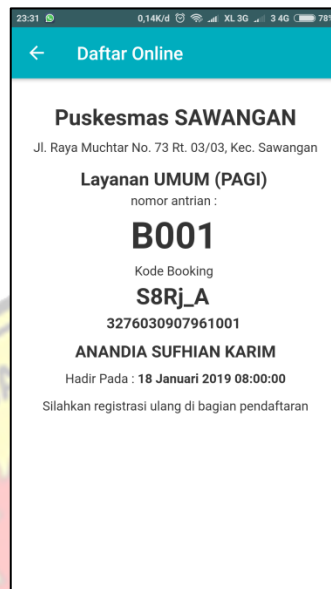 23:31 0,14K/d XL 3G 3 4G 78%
Daftar Online
Puskesmas SAWANGAN
Jl. Raya Muchtar No. 73 Rt. 03/03, Kec. Sawangan
Layanan UMUM (PAGI)
nomor antrian :
B001
Kode Booking
S8Rj_A
3276030907961001
ANANDIA SUFHIAN KARIM
Hadir Pada : 18 Januari 2019 08:00:00
Silahkan registrasi ulang di bagian pendaftaran